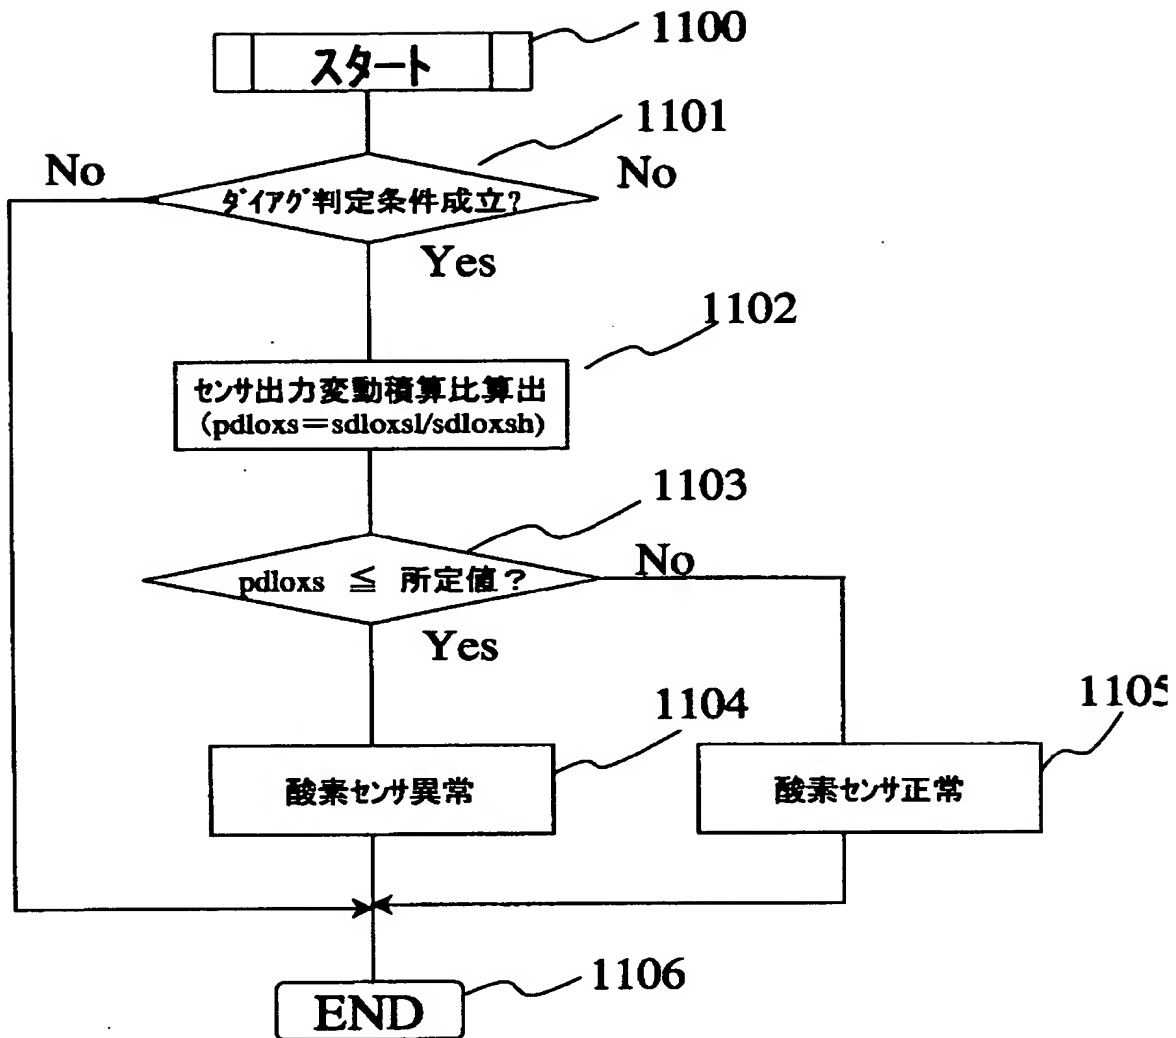 1100
スタート
1101
No
No
ダイアグ判定条件成立?
Yes
1102
センサ出力変動積算比算出
(pdloxs=sdloxsl/sdloxsh)
1103
No
pdloxs ≦ 所定値?
Yes
1104
1105
酸素センサ異常
酸素センサ正常
1106
END